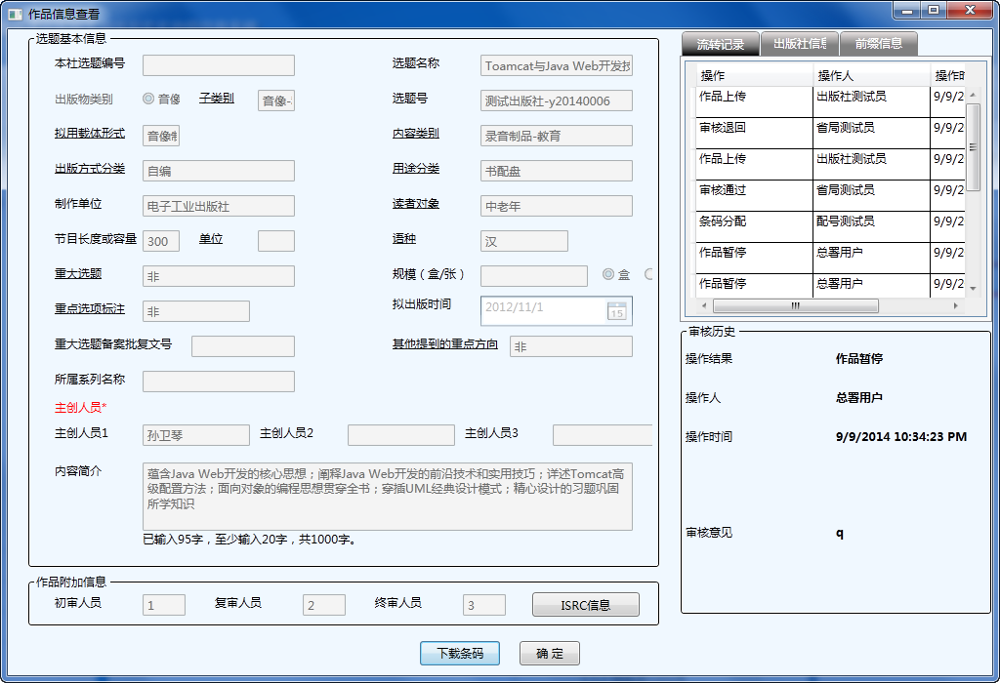 作品信息查看
选题基本信息
本社选题编号
选题名称 Toamcat与Java Web开发技
出版物类别 音像 子类别 音像-
选题号 测试出版社-y20140006
拟用载体形式 音像制
内容类别 录音制品-教育
出版方式分类 自编
用途分类 书配盘
制作单位 电子工业出版社
读者对象 中老年
节目长度或容量 300 单位
语种 汉
重大选题 非
规模（盒/张） 盒
重点选项标注 非
拟出版时间 2012/11/1 15
重大选题备案批复文号
其他提到的重点方向 非
所属系列名称
主创人员*
主创人员1 孙卫琴 主创人员2 主创人员3
内容简介
蕴含Java Web开发的核心思想；阐释Java Web开发的前沿技术和实用技巧；详述Tomcat高
级配置方法；面向对象的编程思想贯穿全书；穿插UML经典设计模式；精心设计的习题巩固
所学知识
已输入95字，至少输入20字，共1000字。
作品附加信息
初审人员 1 复审人员 2 终审人员 3 ISRC信息
下载条码 确 定
流转记录 出版社信息 前缀信息
操作 操作人 操作时
作品上传 出版社测试员 9/9/2
审核退回 省局测试员 9/9/2
作品上传 出版社测试员 9/9/2
审核通过 省局测试员 9/9/2
条码分配 配号测试员 9/9/2
作品暂停 总署用户 9/9/2
作品暂停 总署用户 9/9/2
审核历史
操作结果 作品暂停
操作人 总署用户
操作时间 9/9/2014 10:34:23 PM
审核意见 q